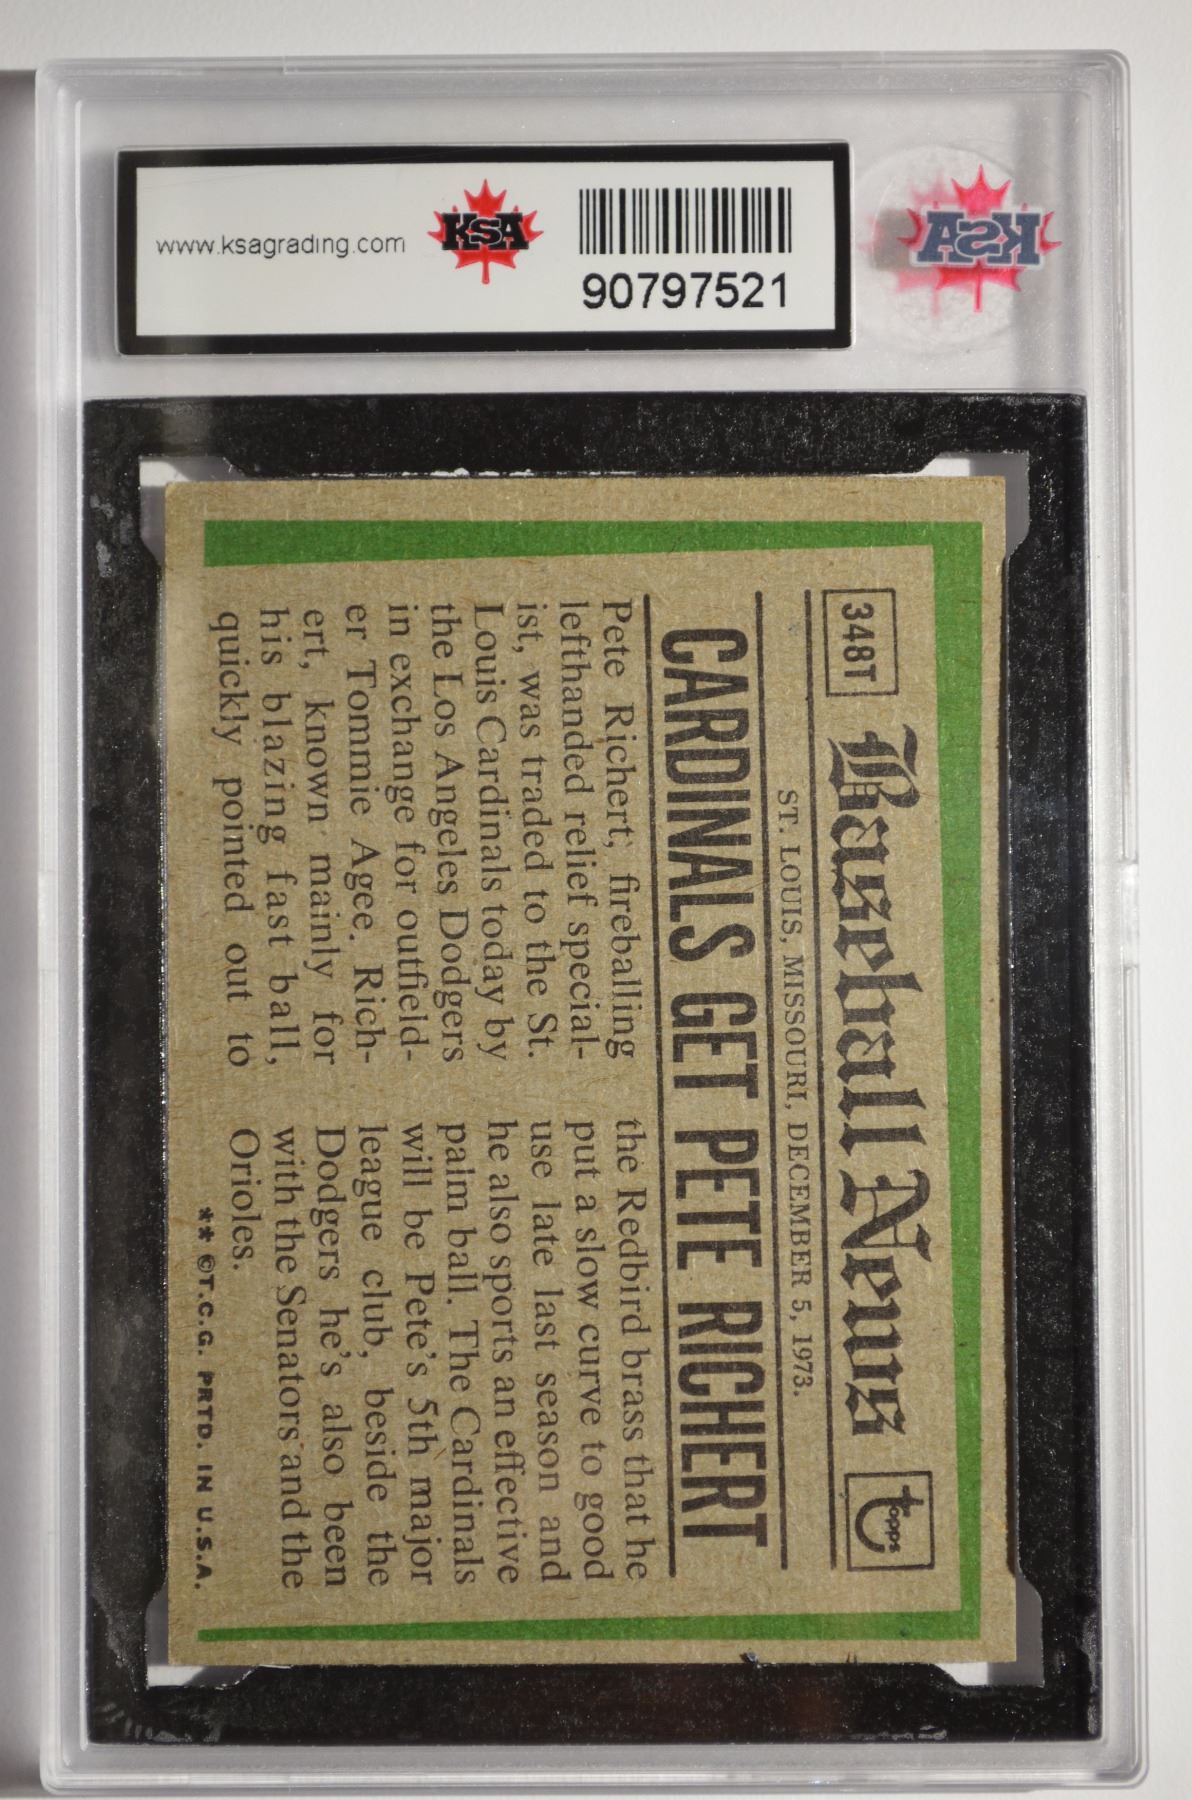 www.ksagrading.com
KSA
90797521
KSA
348T
Baseball News
topps
ST. LOUIS, MISSOURI, DECEMBER 5, 1973.
CARDINALS GET PETE RICHERT
Pete Richert, fireballing
lefthanded relief special-
ist, was traded to the St.
Louis Cardinals today by
the Los Angeles Dodgers
in exchange for outfield-
er Tommie Agee. Rich-
ert, known mainly for
his blazing fast ball,
quickly pointed out to
the Redbird brass that he
put a slow curve to good
use late last season and
he also sports an effective
palm ball. The Cardinals
will be Pete's 5th major
league club, beside the
Dodgers he's also been
with the Senators and the
Orioles.
** ©T.C.G. PRTD. IN U.S.A.